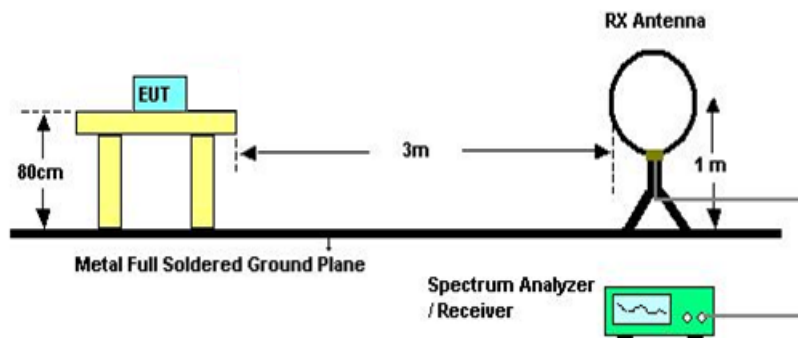 RX Antenna
EUT
80cm
3m
1 m
Metal Full Soldered Ground Plane
Spectrum Analyzer
/ Receiver